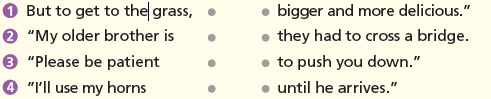 1 But to get to the grass, bigger and more delicious.”
2 “My older brother is they had to cross a bridge.
3 “Please be patient to push you down.”
4 “I’ll use my horns until he arrives.”